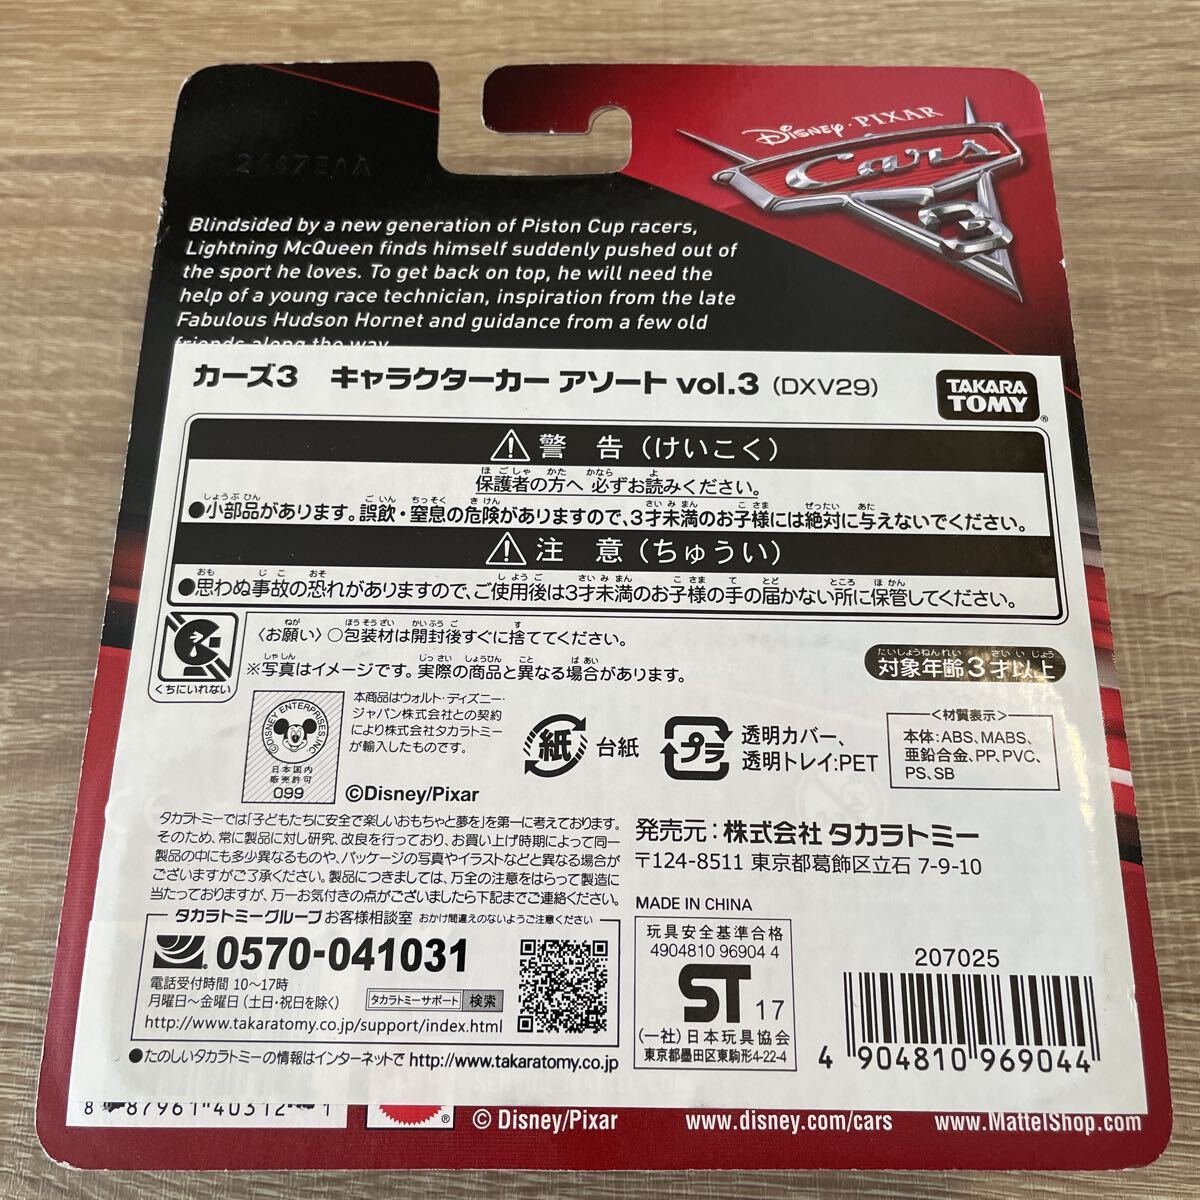 2647EAA
Disney·PIXAR
Cars
3
Blindsided by a new generation of Piston Cup racers,
Lightning McQueen finds himself suddenly pushed out of
the sport he loves. To get back on top, he will need the
help of a young race technician, inspiration from the late
Fabulous Hudson Hornet and guidance from a few old
friends along the way.
カーズ3 キャラクターカー アソート vol.3 (DXV29)
TAKARA
TOMY
警 告 (けいこく)
保護者の方へ 必ずお読みください。
●小部品があります。誤飲・窒息の危険がありますので、3才未満のお子様には絶対に与えないでください。
注 意 (ちゅうい)
●思わぬ事故の恐れがありますので、ご使用後は3才未満のお子様の手の届かない所に保管してください。
くちにいれない
〈お願い〉○包装材は開封後すぐに捨ててください。
※写真はイメージです。実際の商品と異なる場合があります。
対象年齢3才以上
©DISNEY ENTERPRISES, INC.
日本国内
販売許可
099
本商品はウォルト・ディズニー・
ジャパン株式会社との契約
により株式会社タカラトミー
が輸入したものです。
©Disney/Pixar
紙
台紙
プラ
透明カバー、
透明トレイ:PET
<材質表示>
本体:ABS、MABS、
亜鉛合金、PP、PVC、
PS、SB
タカラトミーでは「子どもたちに安全で楽しいおもちゃと夢を」を第一に考えております。
そのため、常に製品に対し研究、改良を行っており、お買い上げ時期によって同一
製品の中にも多少異なるものや、パッケージの写真やイラストなどと異なる場合が
ございますがご了承ください。製品につきましては、万全の注意をはらって製造に
当たっておりますが、万一お気付きの点がございましたら下記までご連絡ください。
発売元:株式会社 タカラトミー
〒124-8511 東京都葛飾区立石 7-9-10
MADE IN CHINA
タカラトミーグループ お客様相談室 おかけ間違えのないようご注意ください
0570-041031
電話受付時間 10〜17時
月曜日〜金曜日(土・日・祝日を除く)
タカラトミーサポート 検索
http://www.takaratomy.co.jp/support/index.html
●たのしいタカラトミーの情報はインターネットで http://www.takaratomy.co.jp
玩具安全基準合格
4904810 96904 4
ST 17
(一社)日本玩具協会
東京都墨田区東駒形4-22-4
207025
4 904810 969044
8 87961 40312 1
© Disney/Pixar
www.disney.com/cars
www.MattelShop.com